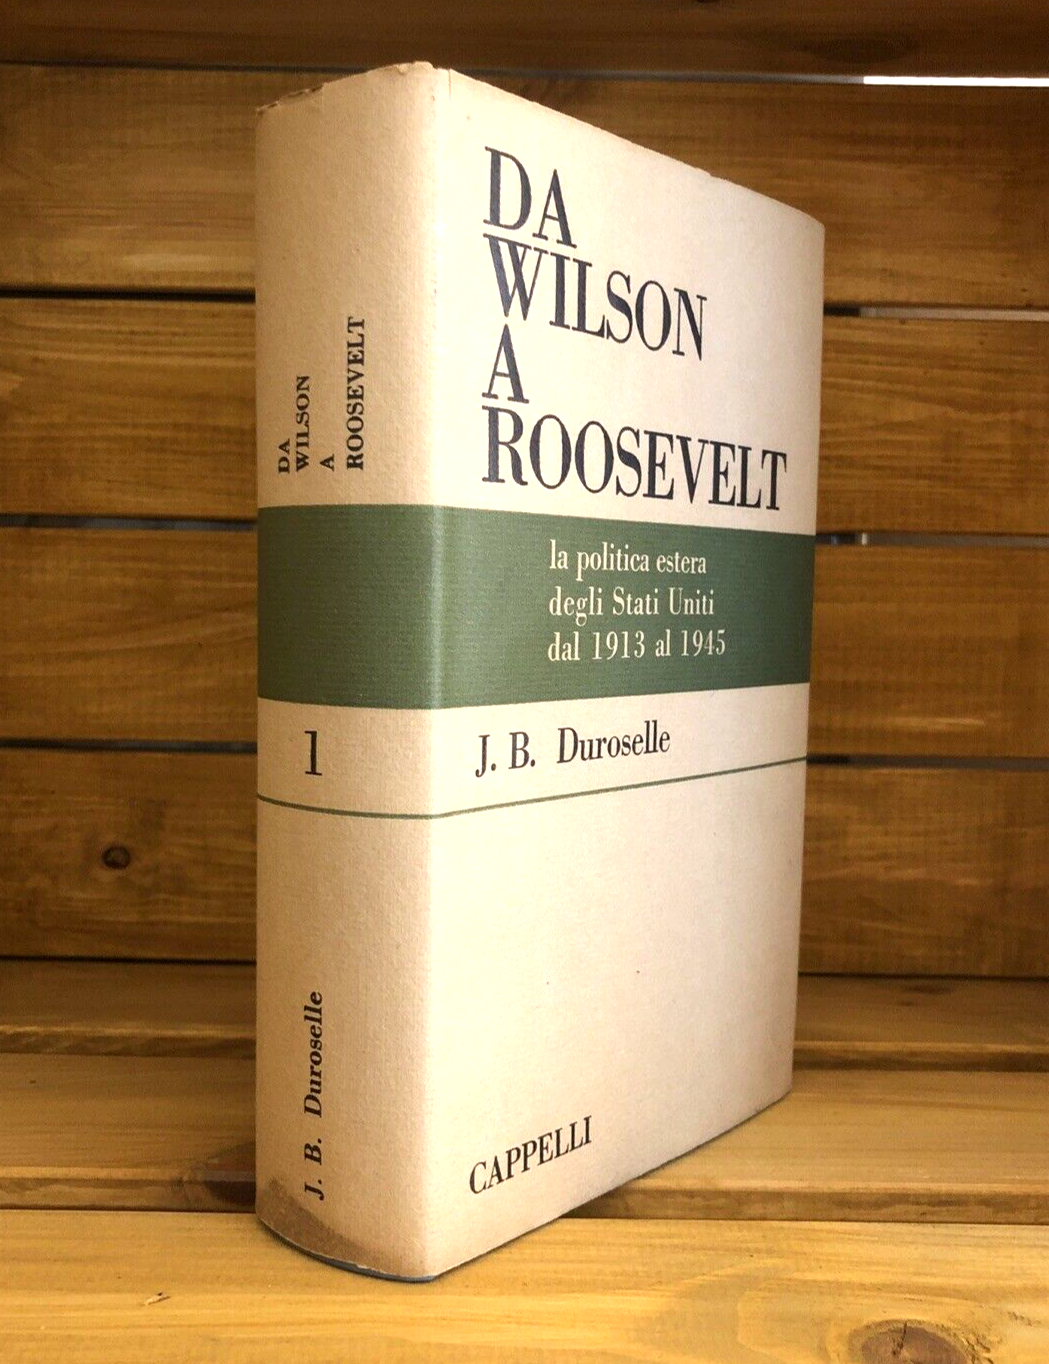 DA
WILSON
A
ROOSEVELT
1
J. B. Duroselle
DA
WILSON
A
ROOSEVELT
la politica estera
degli Stati Uniti
dal 1913 al 1945
J. B. Duroselle
CAPPELLI